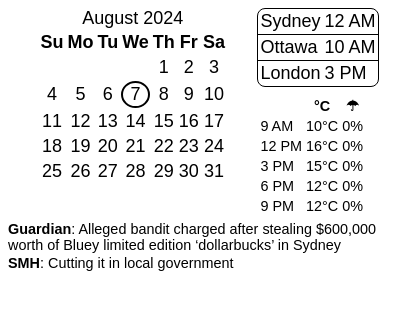 August 2024
Su Mo Tu We Th Fr Sa
1 2 3
4 5 6 7 8 9 10
11 12 13 14 15 16 17
18 19 20 21 22 23 24
25 26 27 28 29 30 31
Sydney 12 AM
Ottawa 10 AM
London 3 PM
°C ☂
9 AM 10°C 0%
12 PM 16°C 0%
3 PM 15°C 0%
6 PM 12°C 0%
9 PM 12°C 0%
Guardian: Alleged bandit charged after stealing $600,000
worth of Bluey limited edition ‘dollarbucks’ in Sydney
SMH: Cutting it in local government